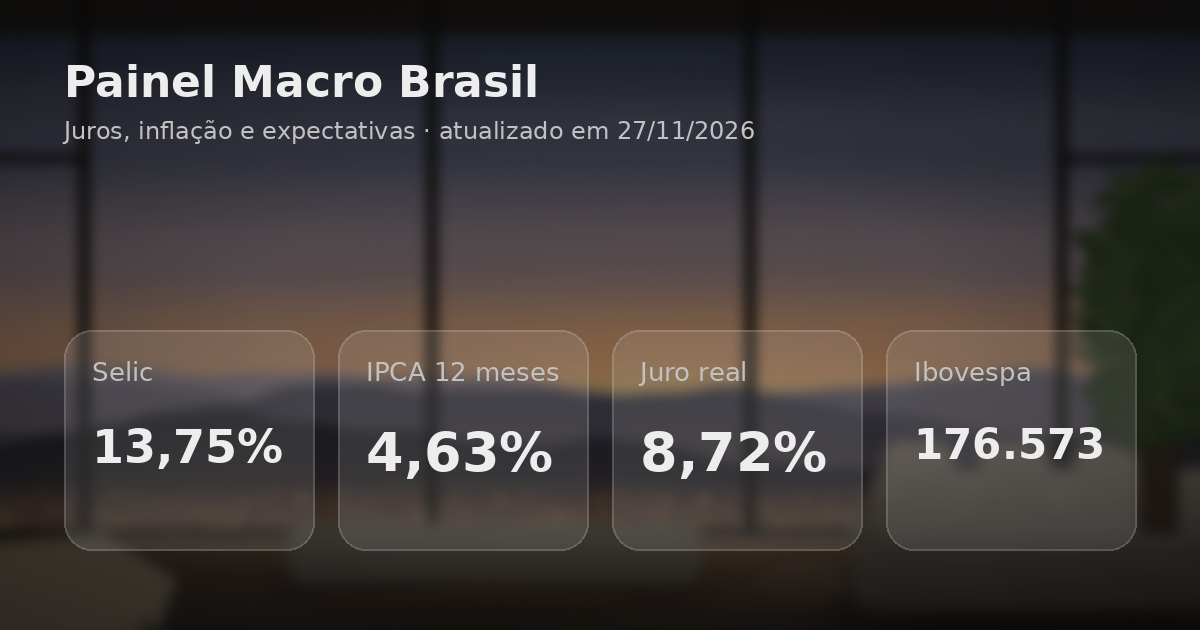 Painel Macro Brasil
Juros, inflação e expectativas · atualizado em 27/11/2026
Selic
13,75%
IPCA 12 meses
4,63%
Juro real
8,72%
Ibovespa
176.573